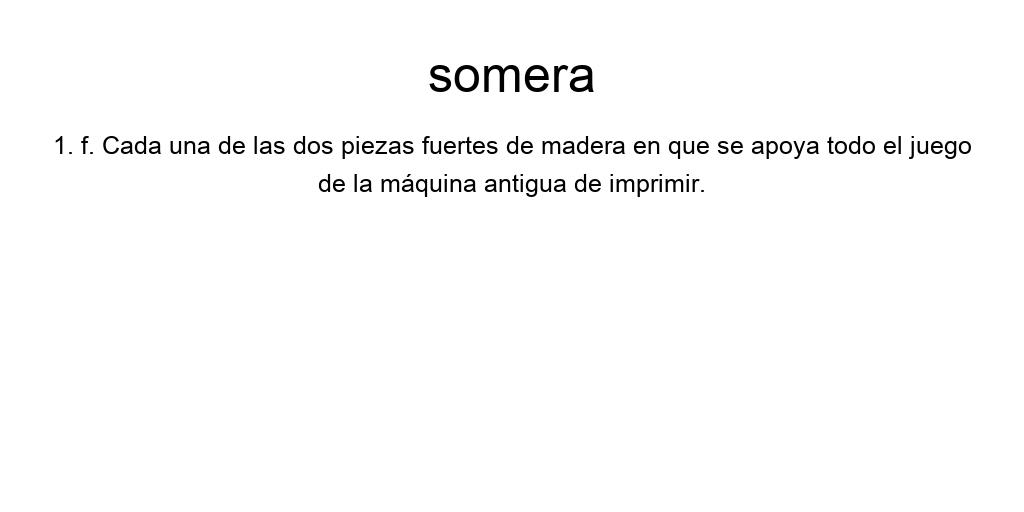 somera
1. f. Cada una de las dos piezas fuertes de madera en que se apoya todo el juego
de la máquina antigua de imprimir.